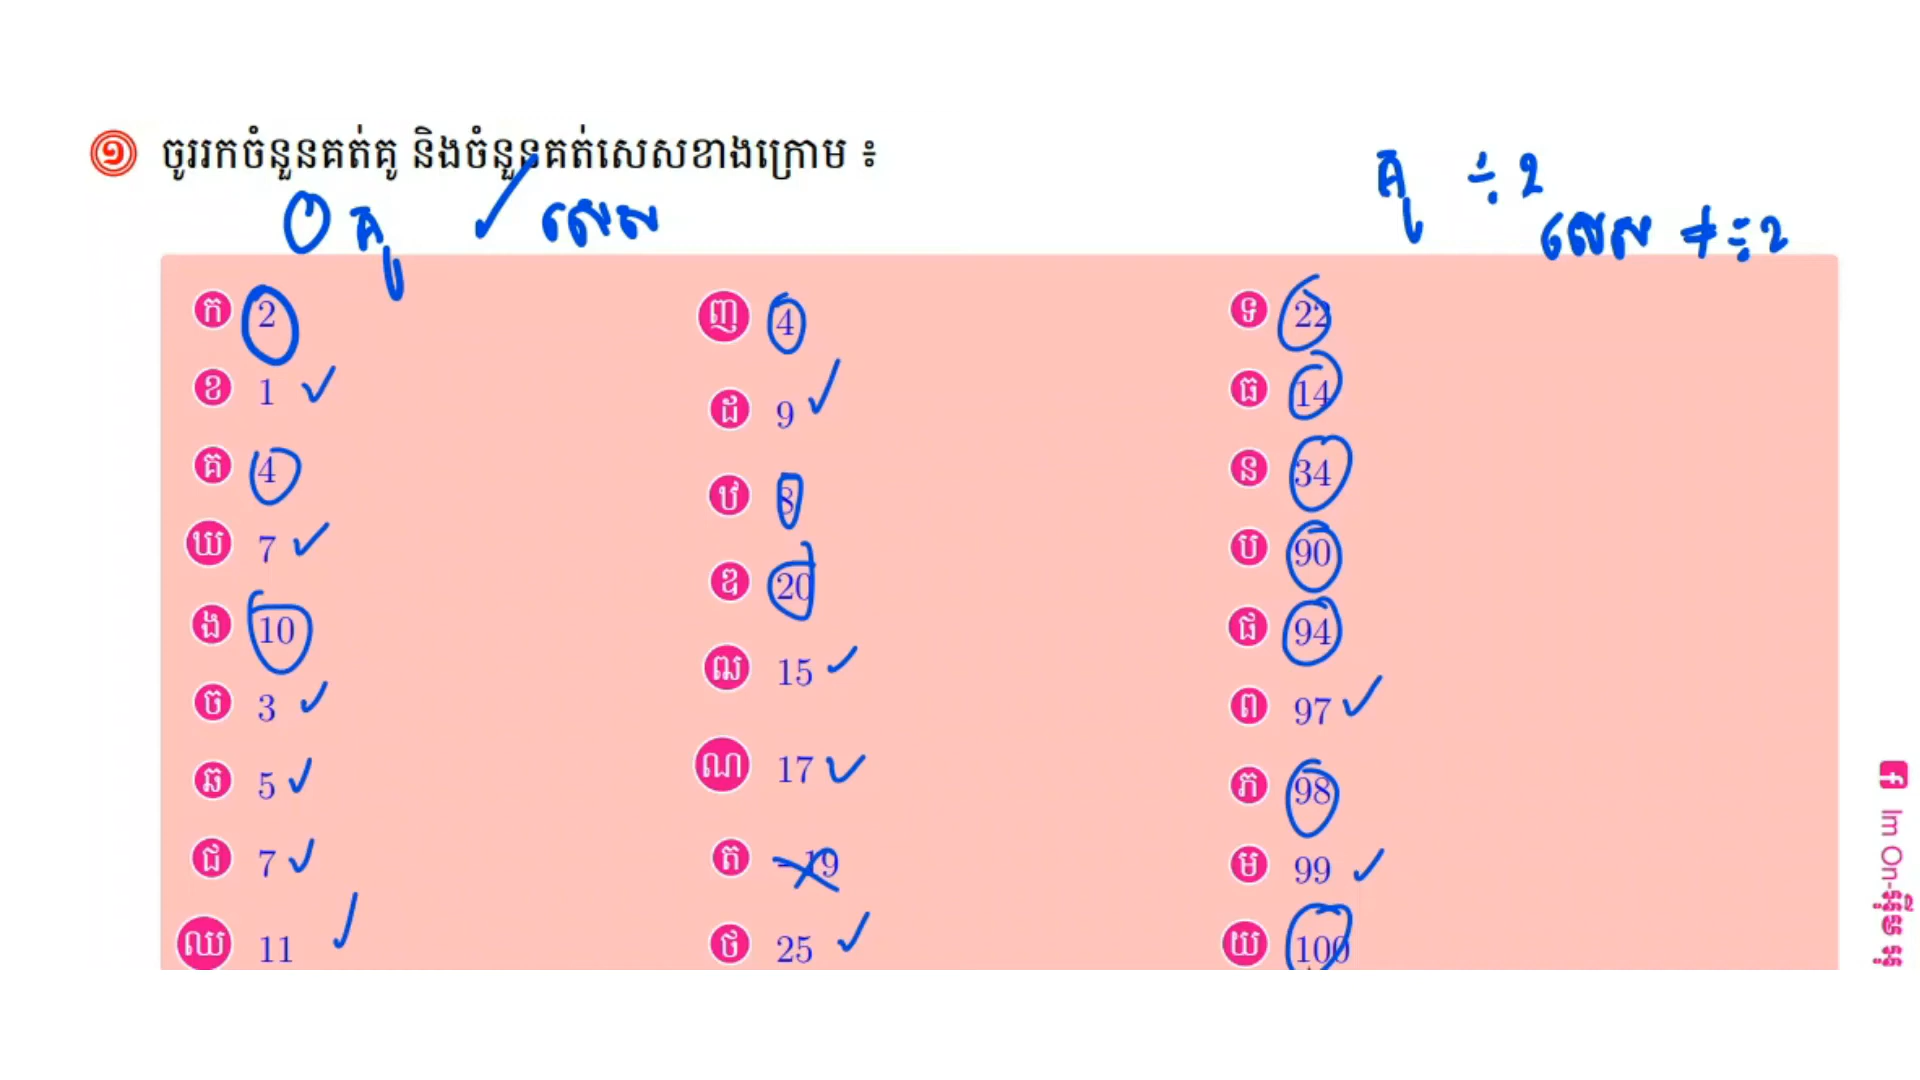 ១ ចូររកចំនួនគត់គូ និងចំនួនគត់សេសខាងក្រោម ៖
គូ ÷ 2
O គូ ✓ សេស
សេស ≠ ÷ 2
ក 2
ខ 1 ✓
គ 4
ឃ 7 ✓
ង 10
ច 3 ✓
ឆ 5 ✓
ជ 7 ✓
ឈ 11 ✓
ញ 4
ដ 9 ✓
ឋ 8
ឌ 20
ឍ 15 ✓
ណ 17 ✓
ត -19
ថ 25 ✓
ទ 22
ធ 14
ន 34
ប 90
ផ 94
ព 97 ✓
ភ 98
ម 99 ✓
យ 100
Im On-